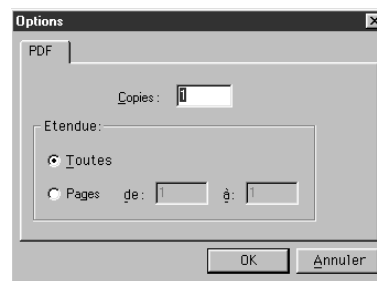 Options
PDF
Copies : 1
Etendue:
Toutes
Pages de : 1 à : 1
OK Annuler